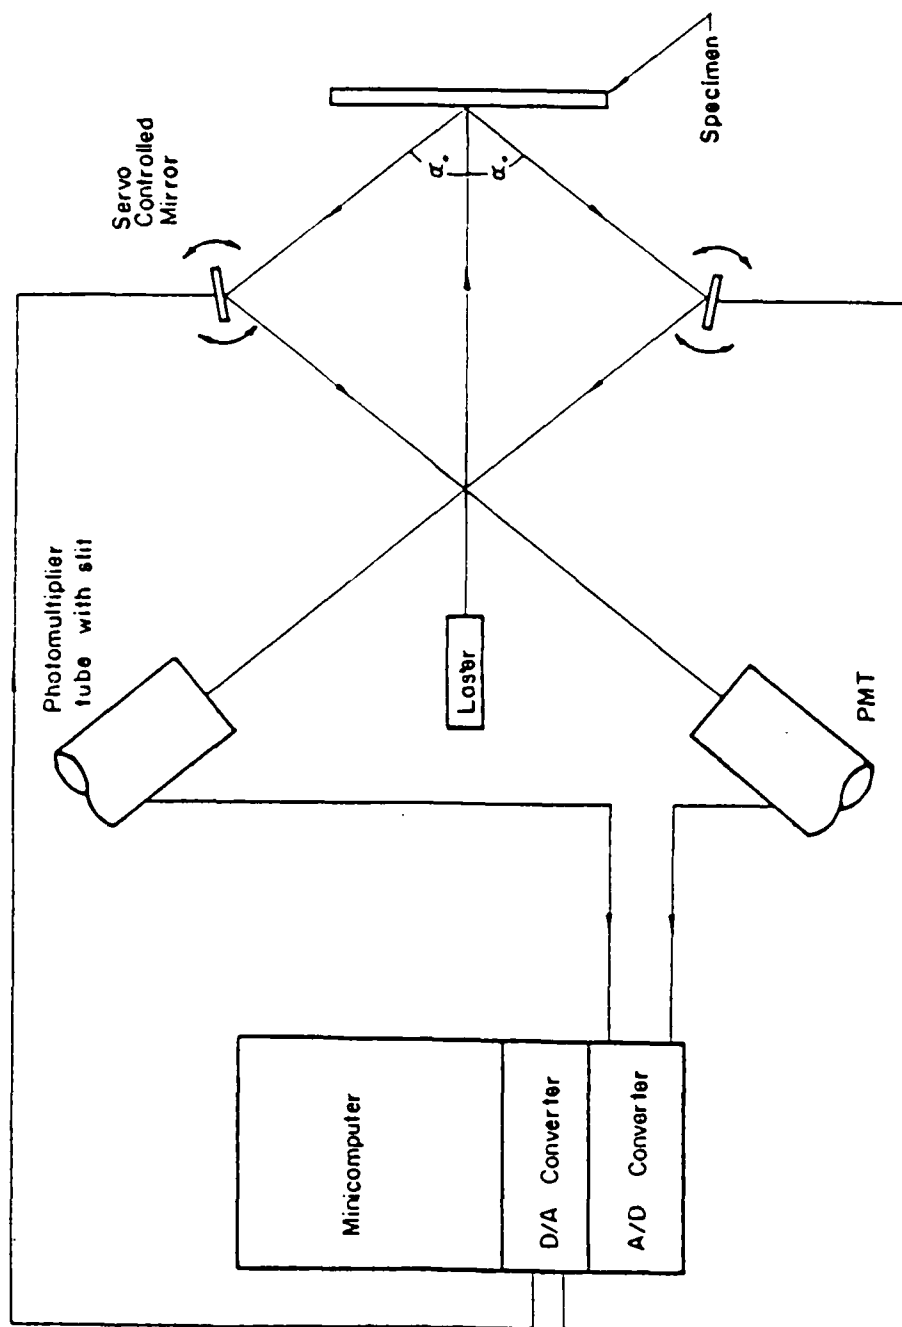 Servo
Controlled
Mirror
Specimen
α.
α.
Photomultiplier
tube with slit
Laser
PMT
Minicomputer
D/A Converter
A/D Converter